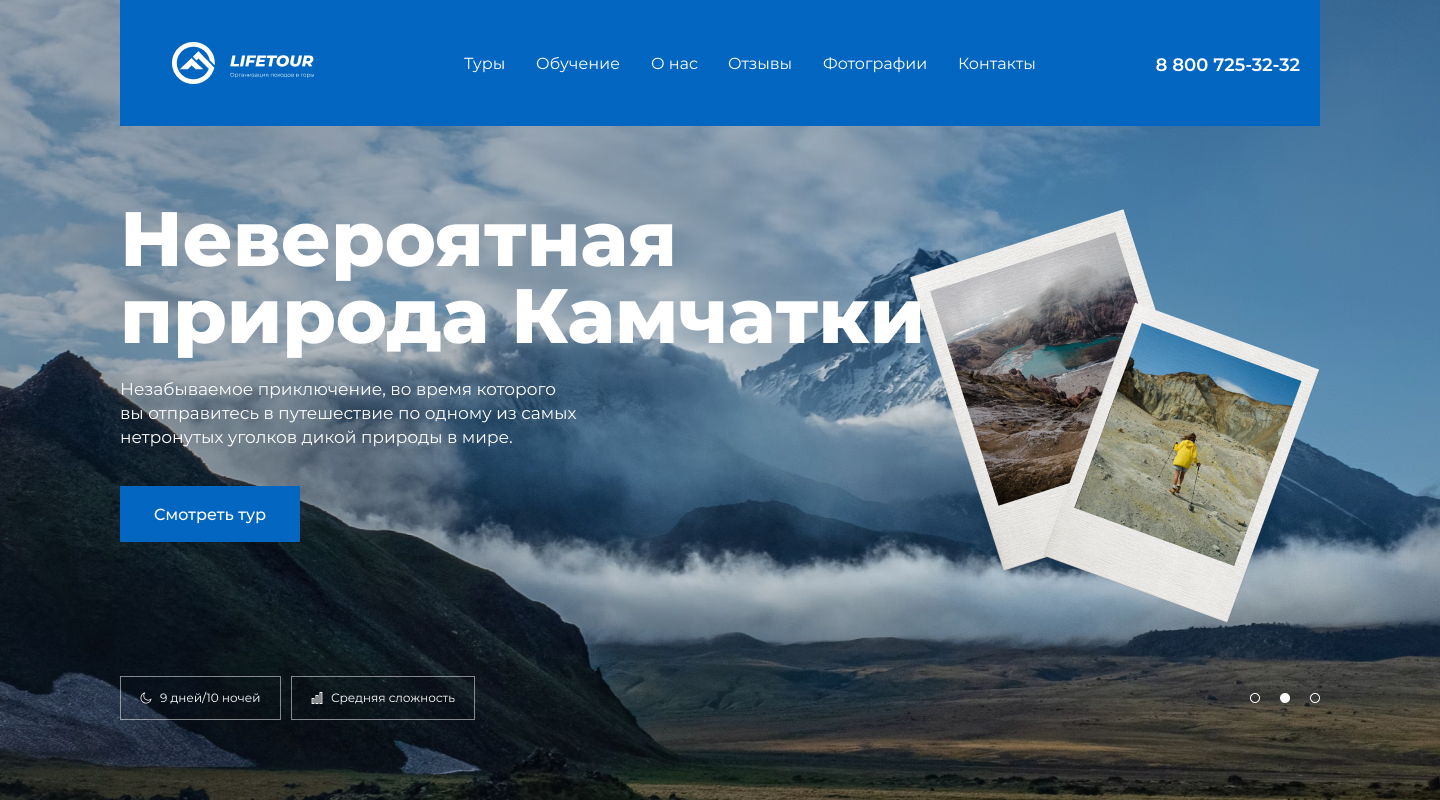 LIFETOUR
Организация походов в горы
Туры Обучение О нас Отзывы Фотографии Контакты
8 800 725-32-32
Невероятная
природа Камчатки
Незабываемое приключение, во время которого
вы отправитесь в путешествие по одному из самых
нетронутых уголков дикой природы в мире.
Смотреть тур
9 дней/10 ночей
Средняя сложность